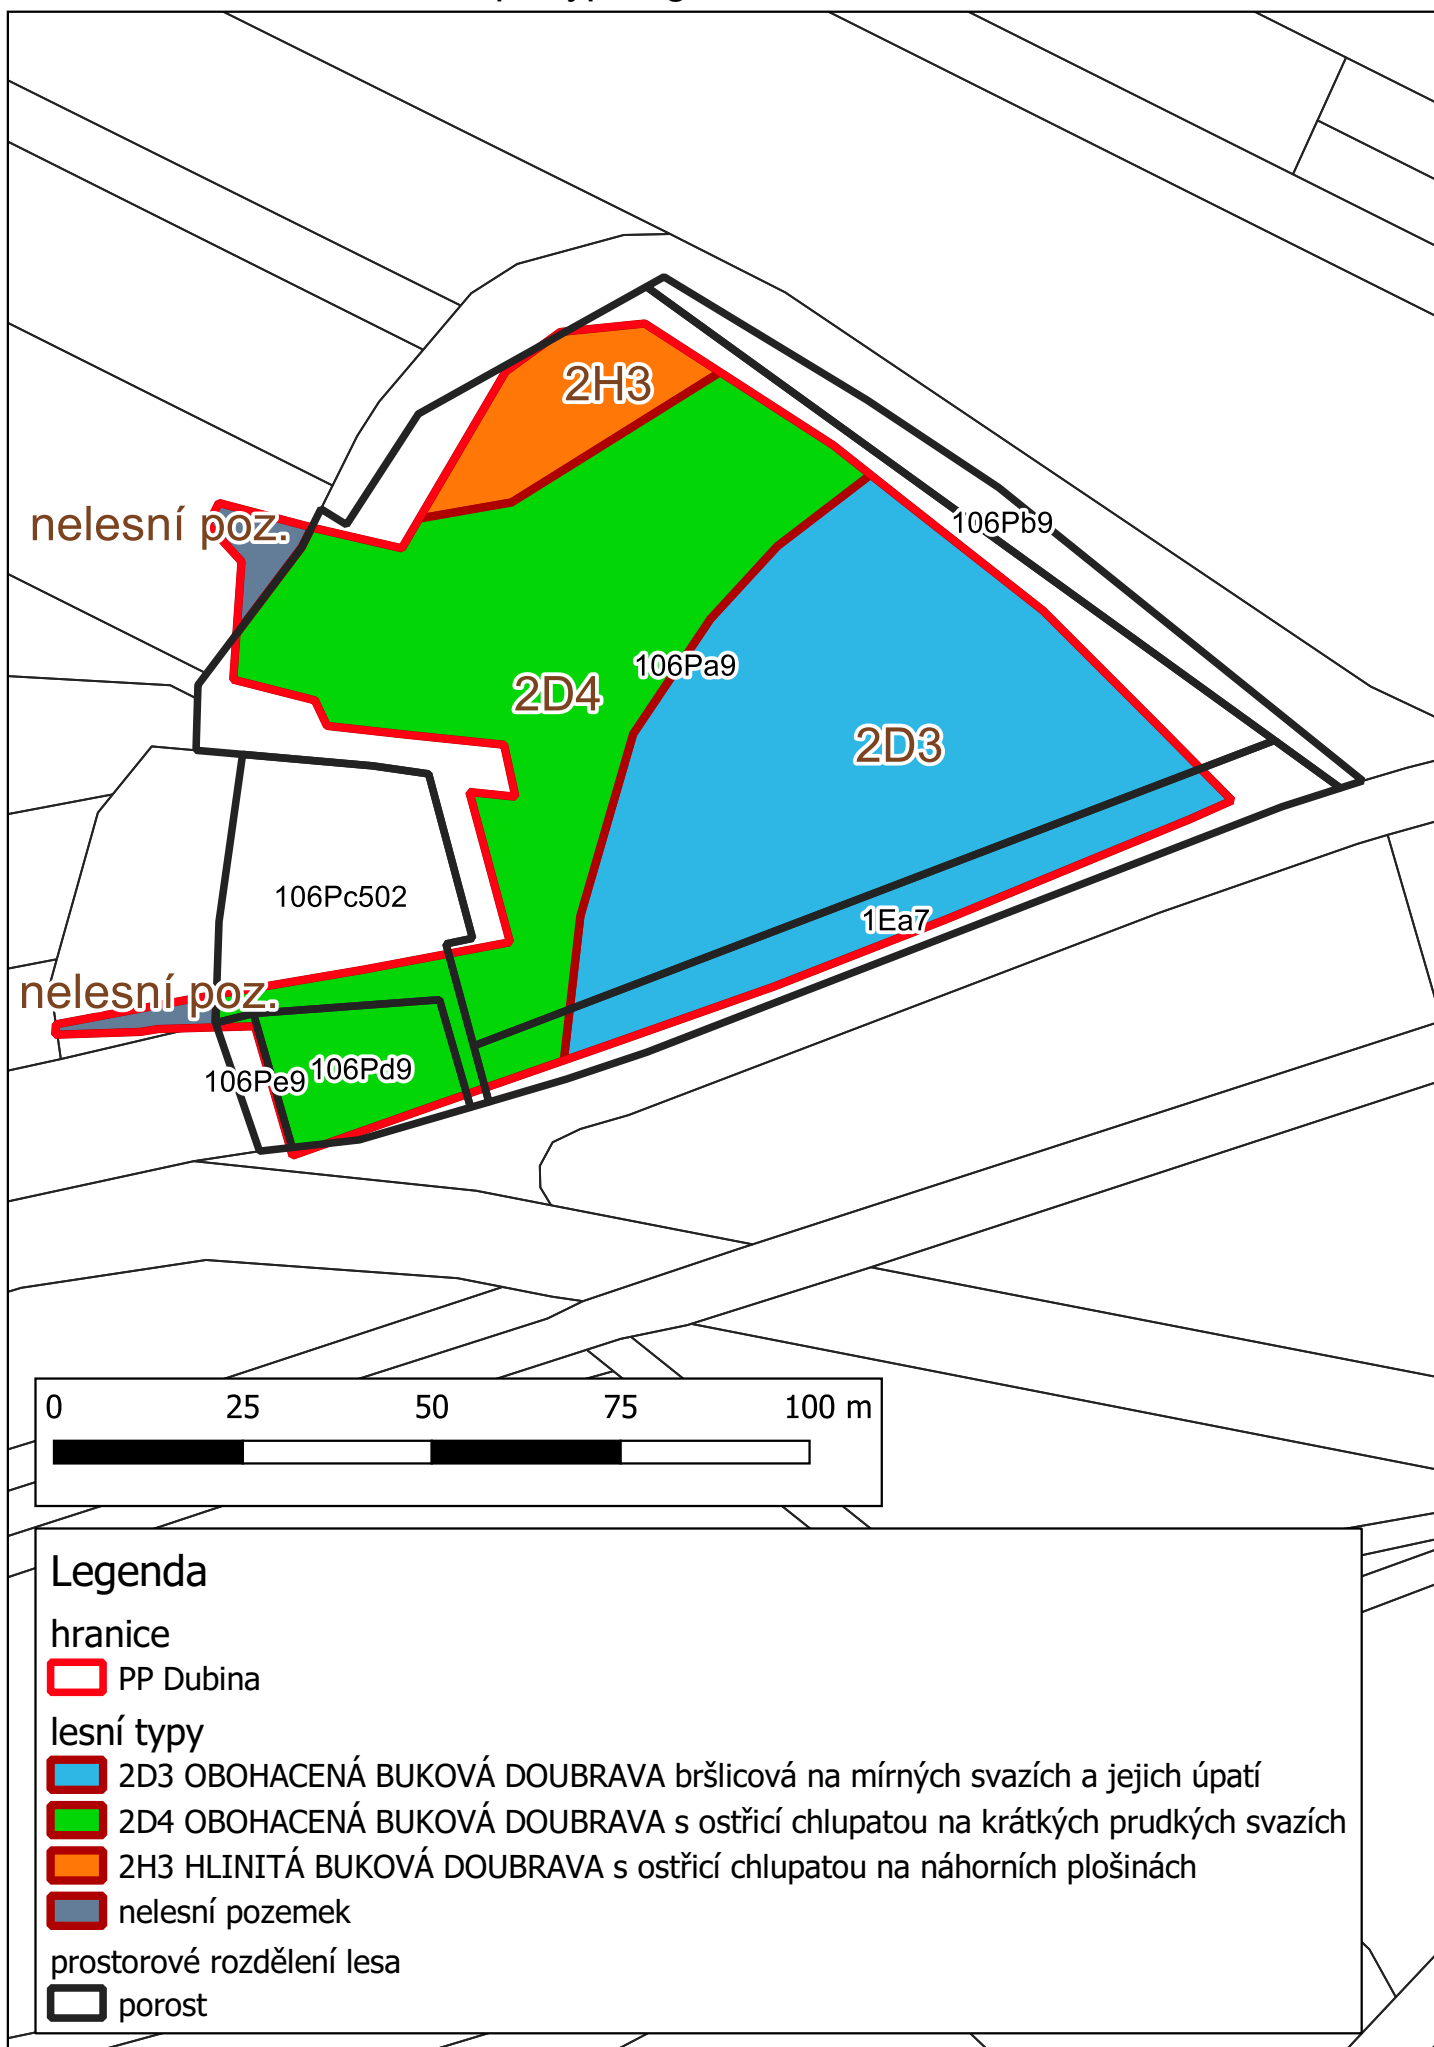 2H3
nelesní poz.
106Pb9
106Pa9
2D4
2D3
106Pc502
1Ea7
nelesní poz.
106Pe9
106Pd9
0 25 50 75 100 m
Legenda
hranice
PP Dubina
lesní typy
2D3 OBOHACENÁ BUKOVÁ DOUBRAVA bršlicová na mírných svazích a jejich úpatí
2D4 OBOHACENÁ BUKOVÁ DOUBRAVA s ostřicí chlupatou na krátkých prudkých svazích
2H3 HLINITÁ BUKOVÁ DOUBRAVA s ostřicí chlupatou na náhorních plošinách
nelesní pozemek
prostorové rozdělení lesa
porost